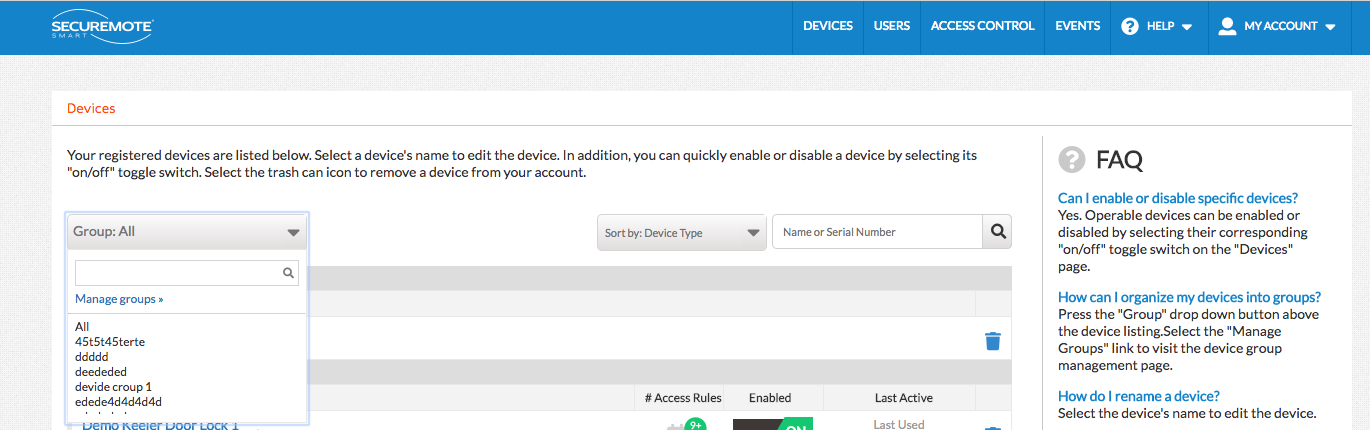 SECUREMOTE
SMART
DEVICES
USERS
ACCESS CONTROL
EVENTS
? HELP
MY ACCOUNT
Devices
Your registered devices are listed below. Select a device's name to edit the device. In addition, you can quickly enable or disable a device by selecting its
"on/off" toggle switch. Select the trash can icon to remove a device from your account.
Group: All
Sort by: Device Type
Name or Serial Number
Manage groups »
All
45t5t45terte
ddddd
deededed
devide croup 1
edede4d4d4d4d
# Access Rules
Enabled
Last Active
Demo Keeler Door Lock 1
9+
ON
Last Used
? FAQ
Can I enable or disable specific devices?
Yes. Operable devices can be enabled or
disabled by selecting their corresponding
"on/off" toggle switch on the "Devices"
page.
How can I organize my devices into groups?
Press the "Group" drop down button above
the device listing.Select the "Manage
Groups" link to visit the device group
management page.
How do I rename a device?
Select the device's name to edit the device.